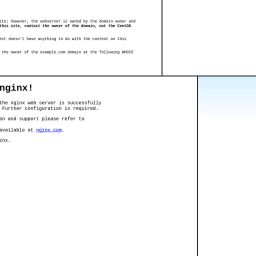 ite; however, the webserver is owned by the domain owner and
this site, contact the owner of the domain, not the CentOS
ect doesn't have anything to do with the content on this
the owner of the example.com domain at the following WHOIS
nginx!
the nginx web server is successfully
Further configuration is required.
on and support please refer to
available at nginx.com.
inx.